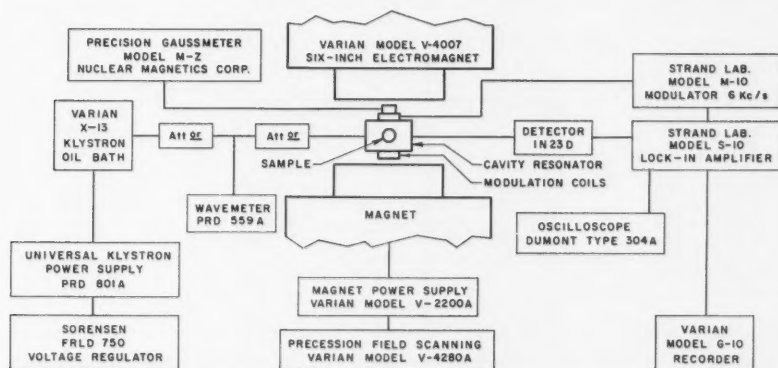 PRECISION GAUSSMETER
MODEL M-Z
NUCLEAR MAGNETICS CORP.
VARIAN MODEL V-4007
SIX-INCH ELECTROMAGNET
STRAND LAB.
MODEL M-10
MODULATOR 6 Kc/s
VARIAN
X-13
KLYSTRON
OIL BATH
Att or
Att or
SAMPLE
DETECTOR
IN23D
CAVITY RESONATOR
MODULATION COILS
STRAND LAB.
MODEL S-10
LOCK-IN AMPLIFIER
WAVEMETER
PRD 559A
MAGNET
OSCILLOSCOPE
DUMONT TYPE 304A
UNIVERSAL KLYSTRON
POWER SUPPLY
PRD 801A
MAGNET POWER SUPPLY
VARIAN MODEL V-2200A
SORENSEN
FRLD 750
VOLTAGE REGULATOR
PRECESSION FIELD SCANNING
VARIAN MODEL V-4280A
VARIAN
MODEL G-10
RECORDER